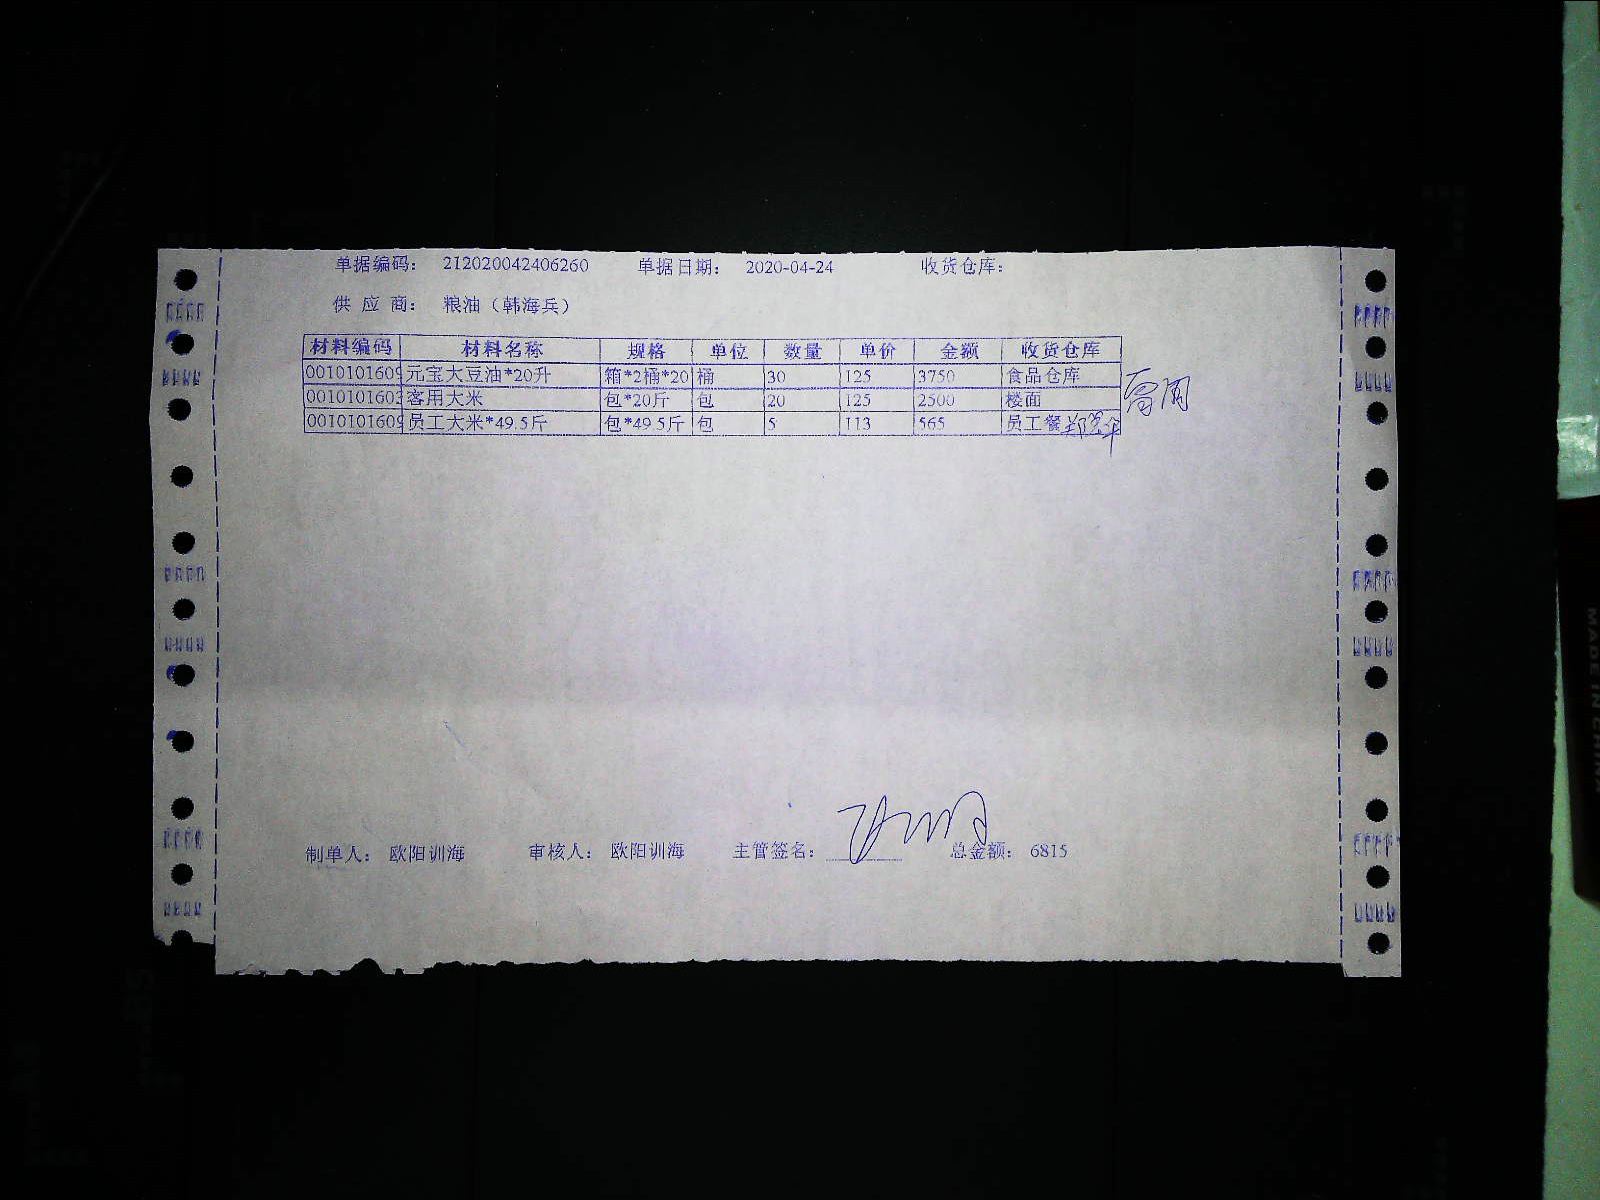 单据编码： 212020042406260 单据日期： 2020-04-24 收货仓库：
供 应 商： 粮油（韩海兵）
材料编码 材料名称 规格 单位 数量 单价 金额 收货仓库
0010101609 元宝大豆油*20升 箱*2桶*20 桶 30 125 3750 食品仓库
0010101603 客用大米 包*20斤 包 20 125 2500 楼面
0010101609 员工大米*49.5斤 包*49.5斤 包 5 113 565 员工餐
制单人： 欧阳训海 审核人： 欧阳训海 主管签名： 总金额： 6815
MADE IN CHINA